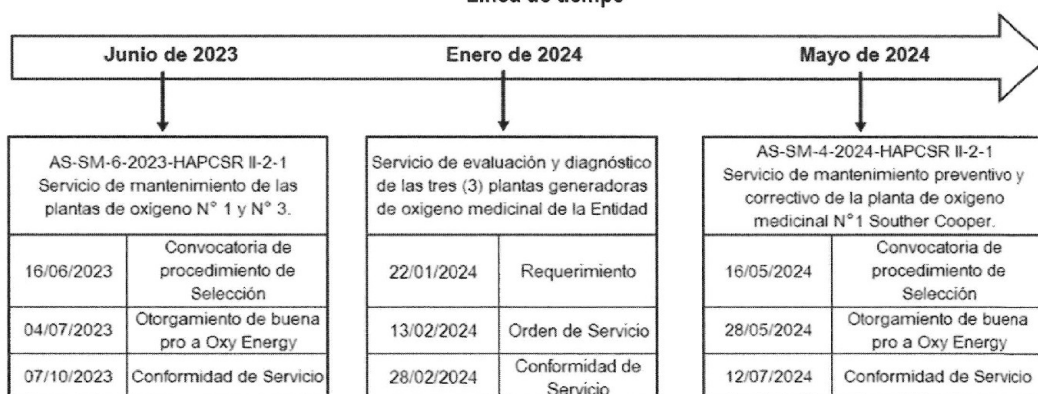 Línea de tiempo
Junio de 2023
Enero de 2024
Mayo de 2024
AS-SM-6-2023-HAPCSR II-2-1
Servicio de mantenimiento de las
plantas de oxigeno N° 1 y N° 3.
16/06/2023
Convocatoria de
procedimiento de
Selección
04/07/2023
Otorgamiento de buena
pro a Oxy Energy
07/10/2023
Conformidad de Servicio
Servicio de evaluación y diagnóstico
de las tres (3) plantas generadoras
de oxigeno medicinal de la Entidad
22/01/2024
Requerimiento
13/02/2024
Orden de Servicio
28/02/2024
Conformidad de
Servicio
AS-SM-4-2024-HAPCSR II-2-1
Servicio de mantenimiento preventivo y
correctivo de la planta de oxigeno
medicinal N°1 Souther Cooper.
16/05/2024
Convocatoria de
procedimiento de
Selección
28/05/2024
Otorgamiento de buena
pro a Oxy Energy
12/07/2024
Conformidad de Servicio